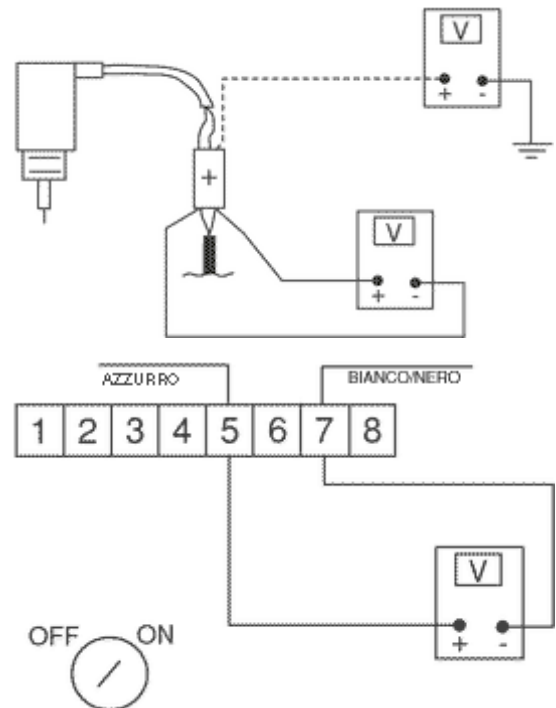 V
+ -
+
V
+ -
AZZURRO BIANCO/NERO
1 2 3 4 5 6 7 8
V
+ -
OFF ON